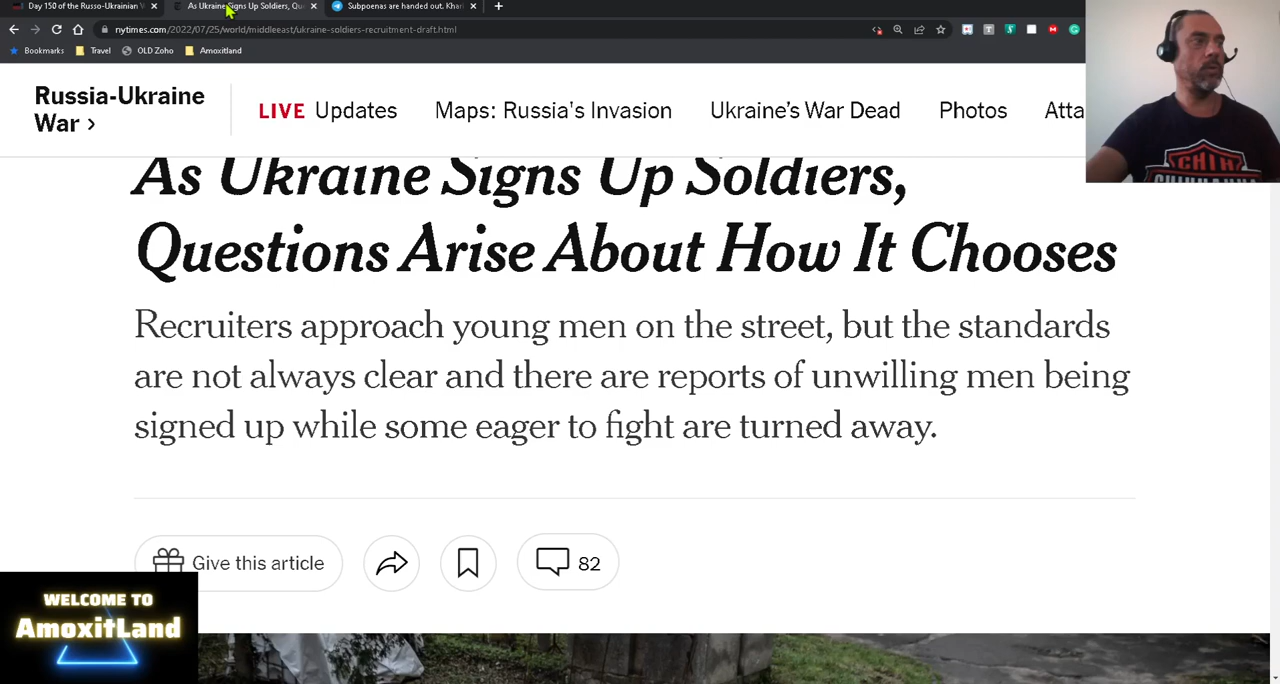 Day 150 of the Russo-Ukrainian
As Ukraine Signs Up Soldiers, Qu
Subpoenas are handed out. Khar
nytimes.com/2022/07/25/world/middleeast/ukraine-soldiers-recruitment-draft.html
Bookmarks Travel OLD Zoho Amoxitland
Russia-Ukraine
War >
LIVE Updates Maps: Russia's Invasion Ukraine's War Dead Photos Atta
As Ukraine Signs Up Soldiers,
Questions Arise About How It Chooses
Recruiters approach young men on the street, but the standards
are not always clear and there are reports of unwilling men being
signed up while some eager to fight are turned away.
Give this article 82
WELCOME TO
AmoxitLand